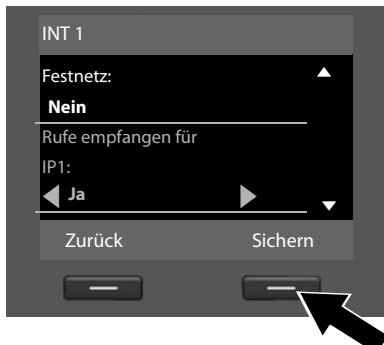 INT 1
Festnetz:
Nein
Rufe empfangen für
IP1:
Ja
Zurück Sichern